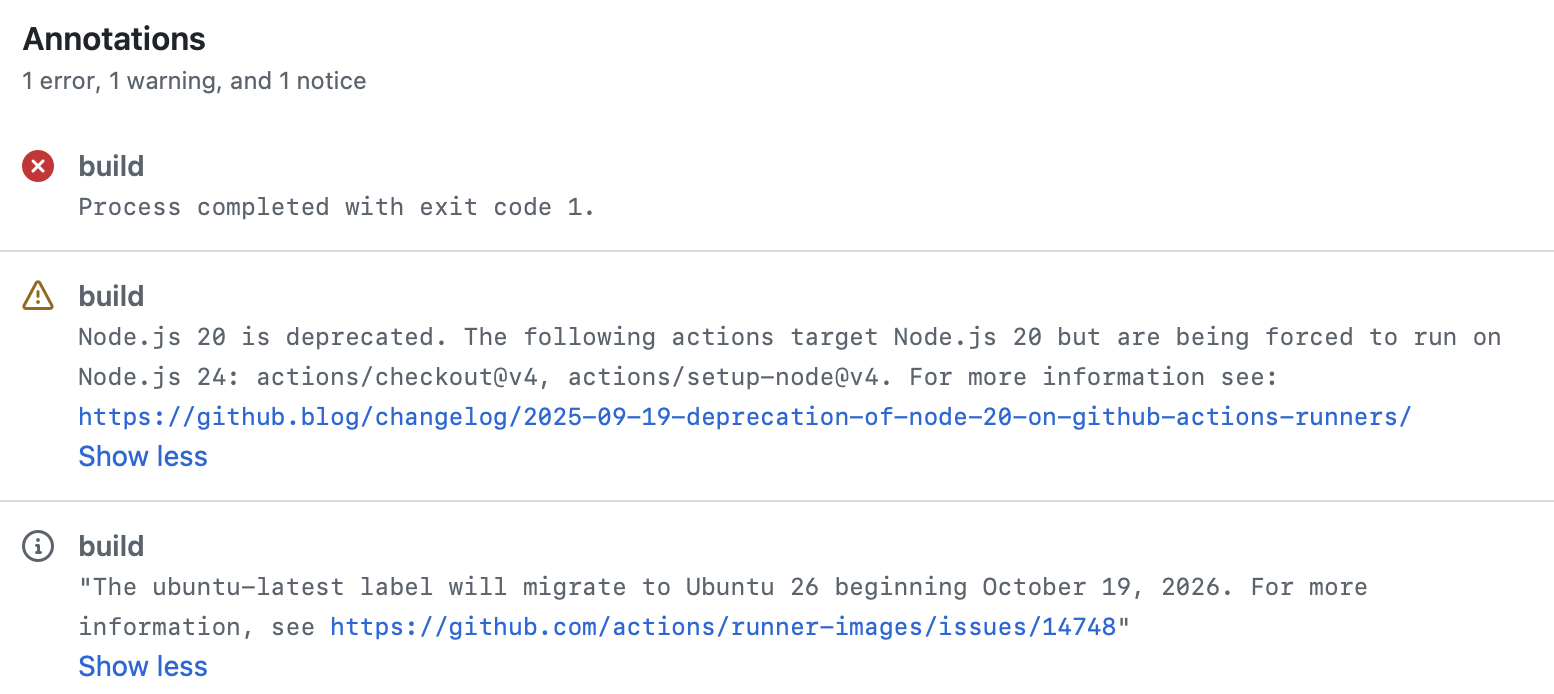 Annotations
1 error, 1 warning, and 1 notice
build
Process completed with exit code 1.
build
Node.js 20 is deprecated. The following actions target Node.js 20 but are being forced to run on
Node.js 24: actions/checkout@v4, actions/setup-node@v4. For more information see:
https://github.blog/changelog/2025-09-19-deprecation-of-node-20-on-github-actions-runners/
Show less
build
"The ubuntu-latest label will migrate to Ubuntu 26 beginning October 19, 2026. For more
information, see https://github.com/actions/runner-images/issues/14748"
Show less